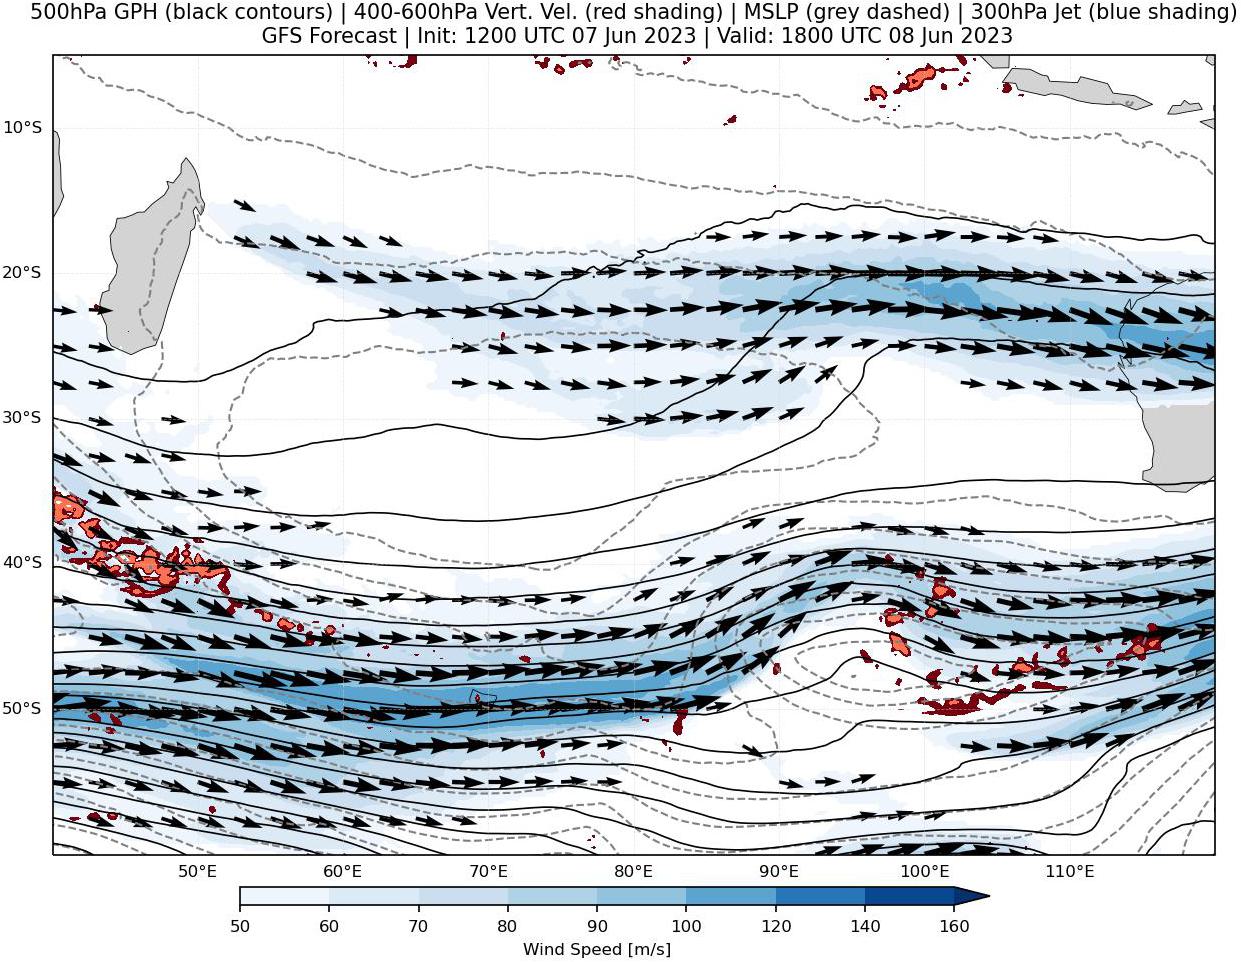 500hPa GPH (black contours) | 400-600hPa Vert. Vel. (red shading) | MSLP (grey dashed) | 300hPa Jet (blue shading)
GFS Forecast | Init: 1200 UTC 07 Jun 2023 | Valid: 1800 UTC 08 Jun 2023
10°S
20°S
30°S
40°S
50°S
50°E 60°E 70°E 80°E 90°E 100°E 110°E
50 60 70 80 90 100 120 140 160
Wind Speed [m/s]